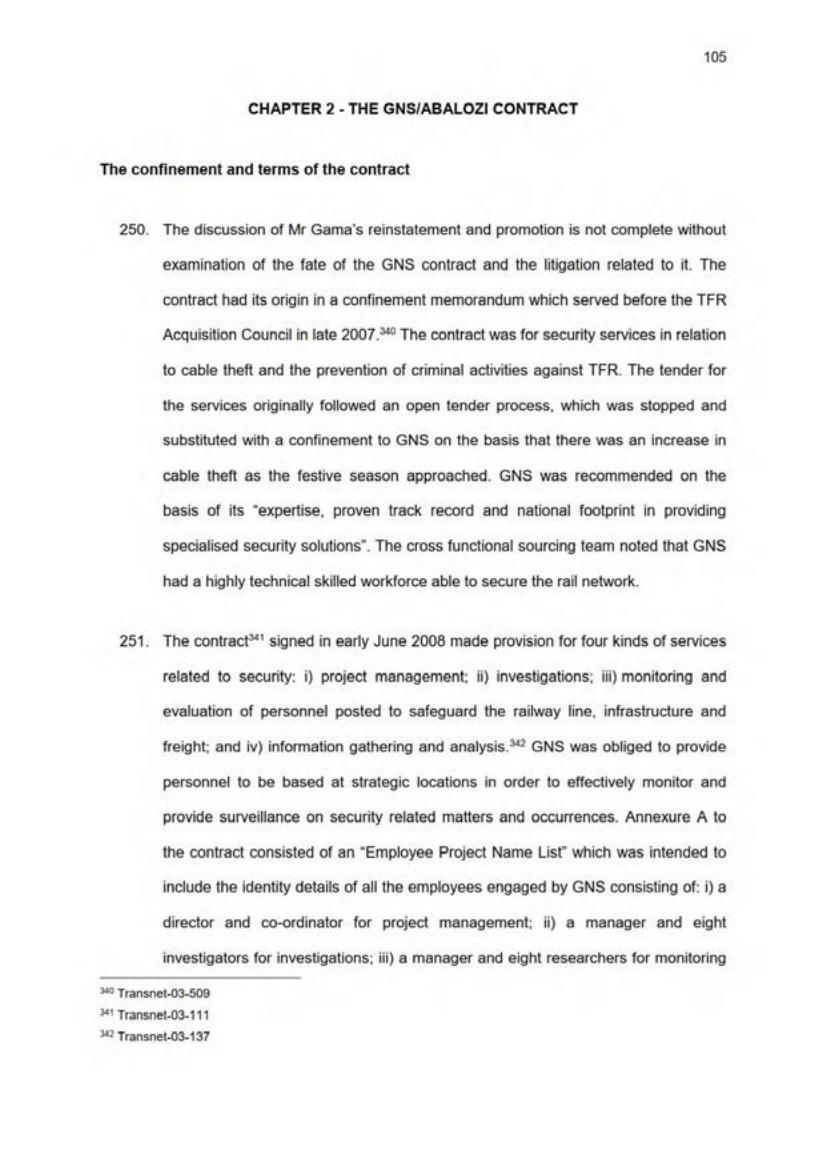 105
CHAPTER 2 - THE GNS/ABALOZI CONTRACT
The confinement and terms of the contract
250. The discussion of Mr Gama's reinstatement and promotion is not complete without
examination of the fate of the GNS contract and the litigation related to it. The
contract had its origin in a confinement memorandum which served before the TFR
Acquisition Council in late 2007.340 The contract was for security services in relation
to cable theft and the prevention of criminal activities against TFR. The tender for
the services originally followed an open tender process, which was stopped and
substituted with a confinement to GNS on the basis that there was an increase in
cable theft as the festive season approached. GNS was recommended on the
basis of its "expertise, proven track record and national footprint in providing
specialised security solutions". The cross functional sourcing team noted that GNS
had a highly technical skilled workforce able to secure the rail network.
251. The contract341 signed in early June 2008 made provision for four kinds of services
related to security: i) project management; ii) investigations; iii) monitoring and
evaluation of personnel posted to safeguard the railway line, infrastructure and
freight; and iv) information gathering and analysis.342 GNS was obliged to provide
personnel to be based at strategic locations in order to effectively monitor and
provide surveillance on security related matters and occurrences. Annexure A to
the contract consisted of an "Employee Project Name List" which was intended to
include the identity details of all the employees engaged by GNS consisting of: i) a
director and co-ordinator for project management; ii) a manager and eight
investigators for investigations; iii) a manager and eight researchers for monitoring
340 Transnet-03-509
341 Transnet-03-111
342 Transnet-03-137